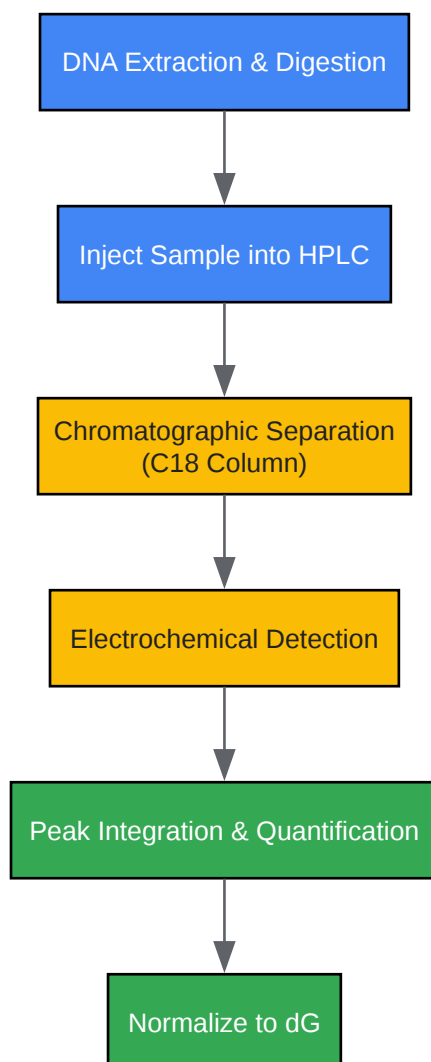 DNA Extraction & Digestion
Inject Sample into HPLC
Chromatographic Separation
(C18 Column)
Electrochemical Detection
Peak Integration & Quantification
Normalize to dG